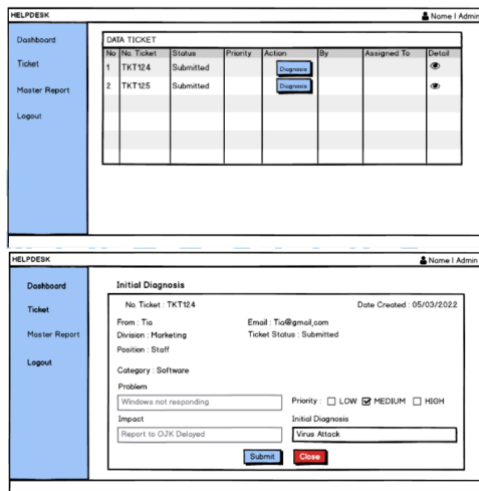 HELPDESK Nome | Admin
Dashboard
Ticket
Master Report
Logout
DATA TICKET
No No. Ticket Status Priority Action By Assigned To Detail
1 TKT124 Submitted Diagnosis
2 TKT125 Submitted Diagnosis
HELPDESK Nome | Admin
Dashboard
Ticket
Master Report
Logout
Initial Diagnosis
No. Ticket : TKT124 Date Created : 05/03/2022
From : Tia Email : Tia@gmail,com
Division : Marketing Ticket Status : Submitted
Position : Staff
Category : Software
Problem
Windows not responding Priority : LOW MEDIUM HIGH
Impact Initial Diagnosis
Report to OJK Delayed Virus Attack
Submit Close